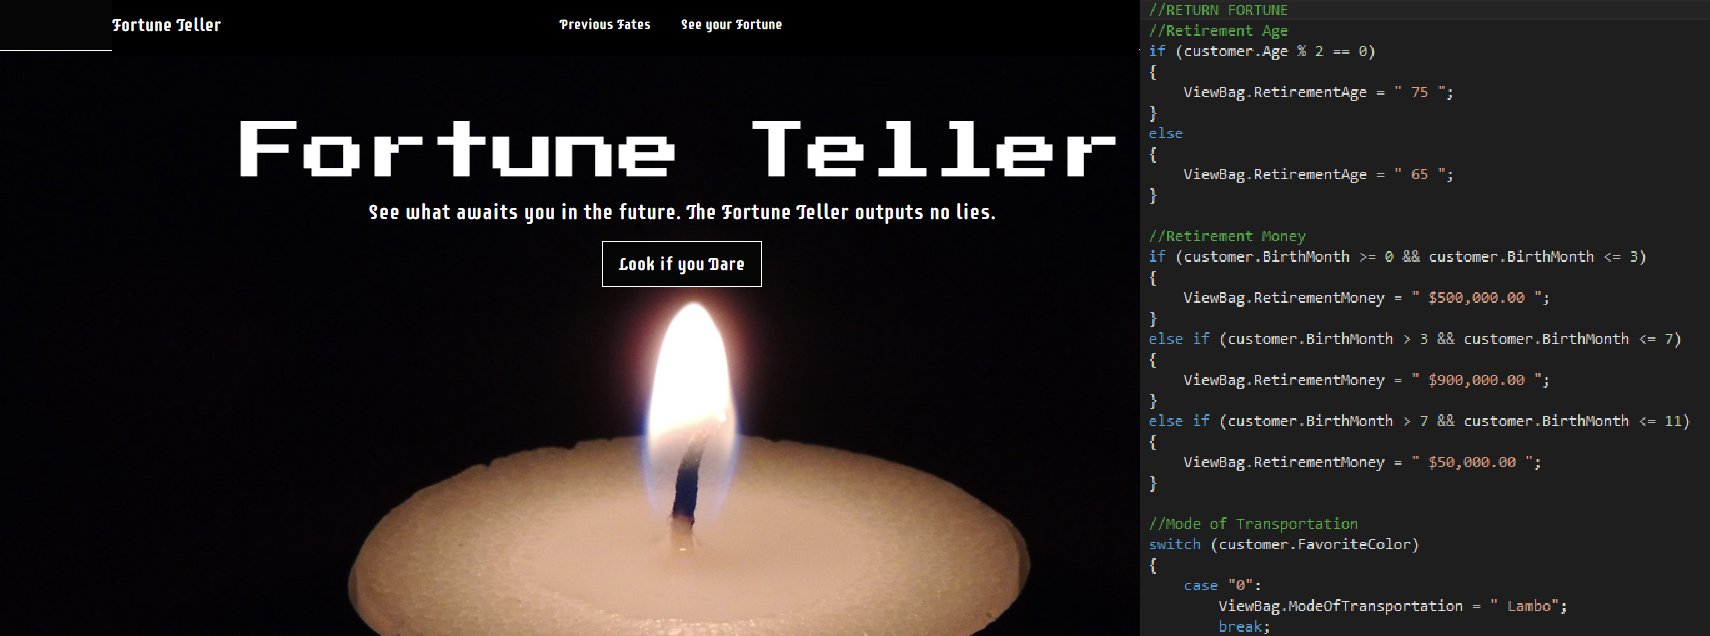 Fortune Teller
Previous Fates
See your Fortune
Fortune Teller
See what awaits you in the future. The Fortune Teller outputs no lies.
Look if you Dare
//RETURN FORTUNE
//Retirement Age
if (customer.Age % 2 == 0)
{
ViewBag.RetirementAge = " 75 ";
}
else
{
ViewBag.RetirementAge = " 65 ";
}
//Retirement Money
if (customer.BirthMonth >= 0 && customer.BirthMonth <= 3)
{
ViewBag.RetirementMoney = " $500,000.00 ";
}
else if (customer.BirthMonth > 3 && customer.BirthMonth <= 7)
{
ViewBag.RetirementMoney = " $900,000.00 ";
}
else if (customer.BirthMonth > 7 && customer.BirthMonth <= 11)
{
ViewBag.RetirementMoney = " $50,000.00 ";
}
//Mode of Transportation
switch (customer.FavoriteColor)
{
case "0":
ViewBag.ModeOfTransportation = " Lambo";
break;